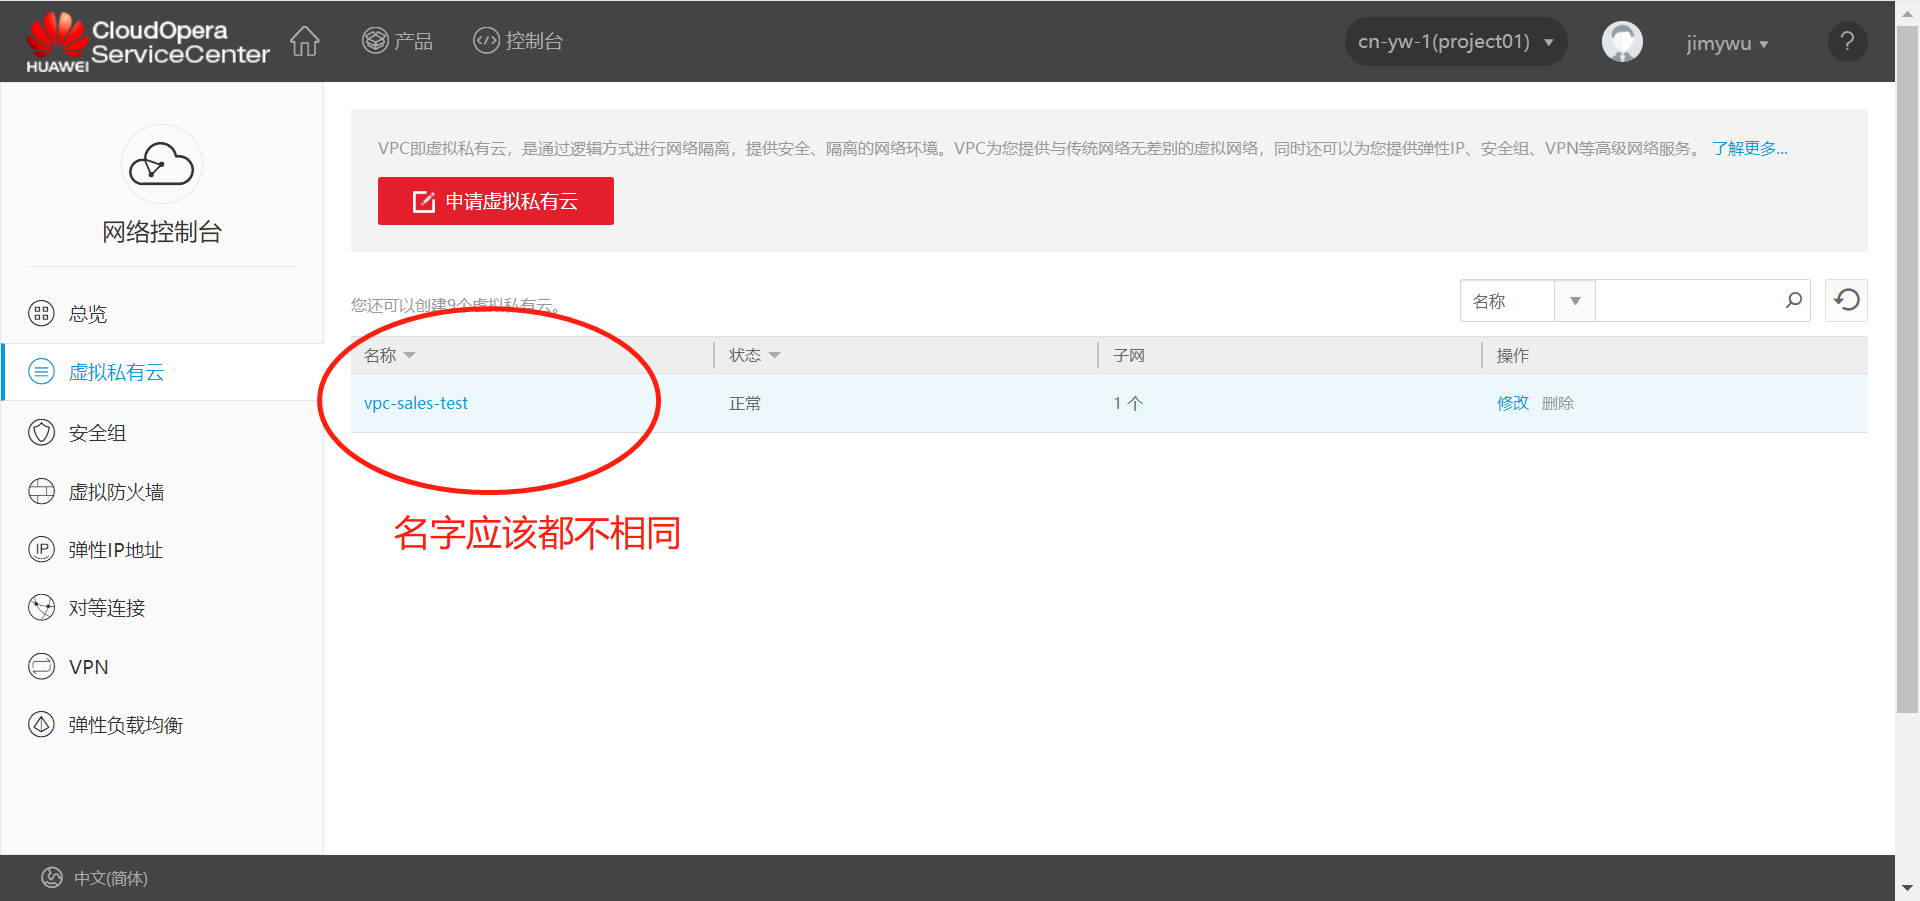 CloudOpera
ServiceCenter
HUAWEI
产品
控制台
cn-yw-1(project01)
jimywu
?
网络控制台
总览
虚拟私有云
安全组
虚拟防火墙
IP 弹性IP地址
对等连接
VPN
弹性负载均衡
VPC即虚拟私有云，是通过逻辑方式进行网络隔离，提供安全、隔离的网络环境。VPC为您提供与传统网络无差别的虚拟网络，同时还可以为您提供弹性IP、安全组、VPN等高级网络服务。 了解更多...
申请虚拟私有云
您还可以创建9个虚拟私有云。
名称
名称 状态 子网 操作
vpc-sales-test 正常 1 个 修改 删除
名字应该都不相同
中文(简体)